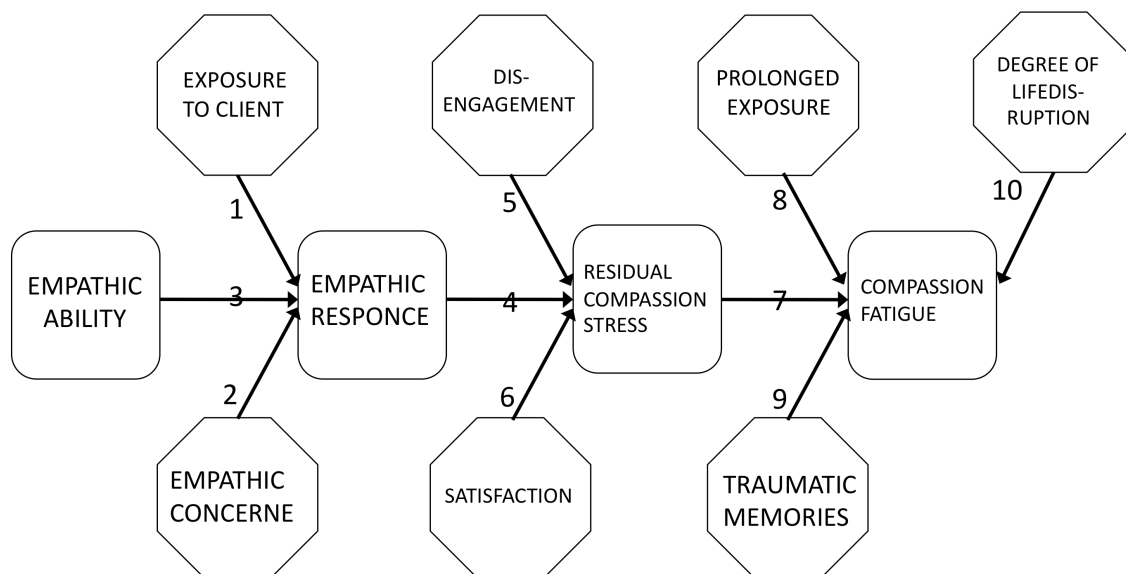 EXPOSURE
TO CLIENT
DIS-
ENGAGEMENT
PROLONGED
EXPOSURE
DEGREE OF
LIFEDIS-
RUPTION
1
5
8
10
EMPATHIC
ABILITY
3
EMPATHIC
RESPONCE
4
RESIDUAL
COMPASSION
STRESS
7
COMPASSION
FATIGUE
2
6
9
EMPATHIC
CONCERNE
SATISFACTION
TRAUMATIC
MEMORIES